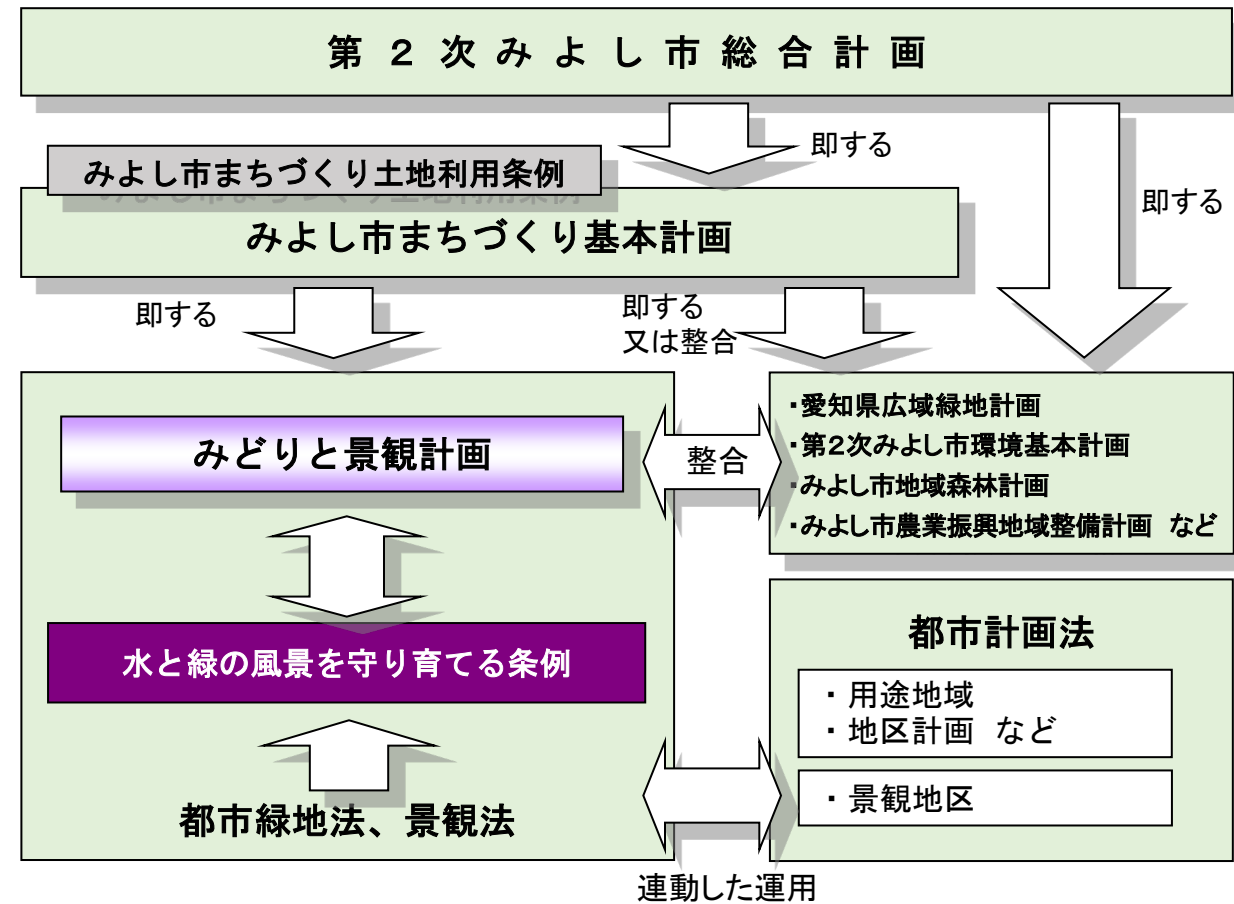 第２次みよし市総合計画
即する
みよし市まちづくり土地利用条例
即する
みよし市まちづくり基本計画
即する
即する
又は整合
・愛知県広域緑地計画
みどりと景観計画
整合
・第２次みよし市環境基本計画
・みよし市地域森林計画
・みよし市農業振興地域整備計画 など
都市計画法
水と緑の風景を守り育てる条例
・用途地域
・地区計画 など
・景観地区
都市緑地法、景観法
連動した運用